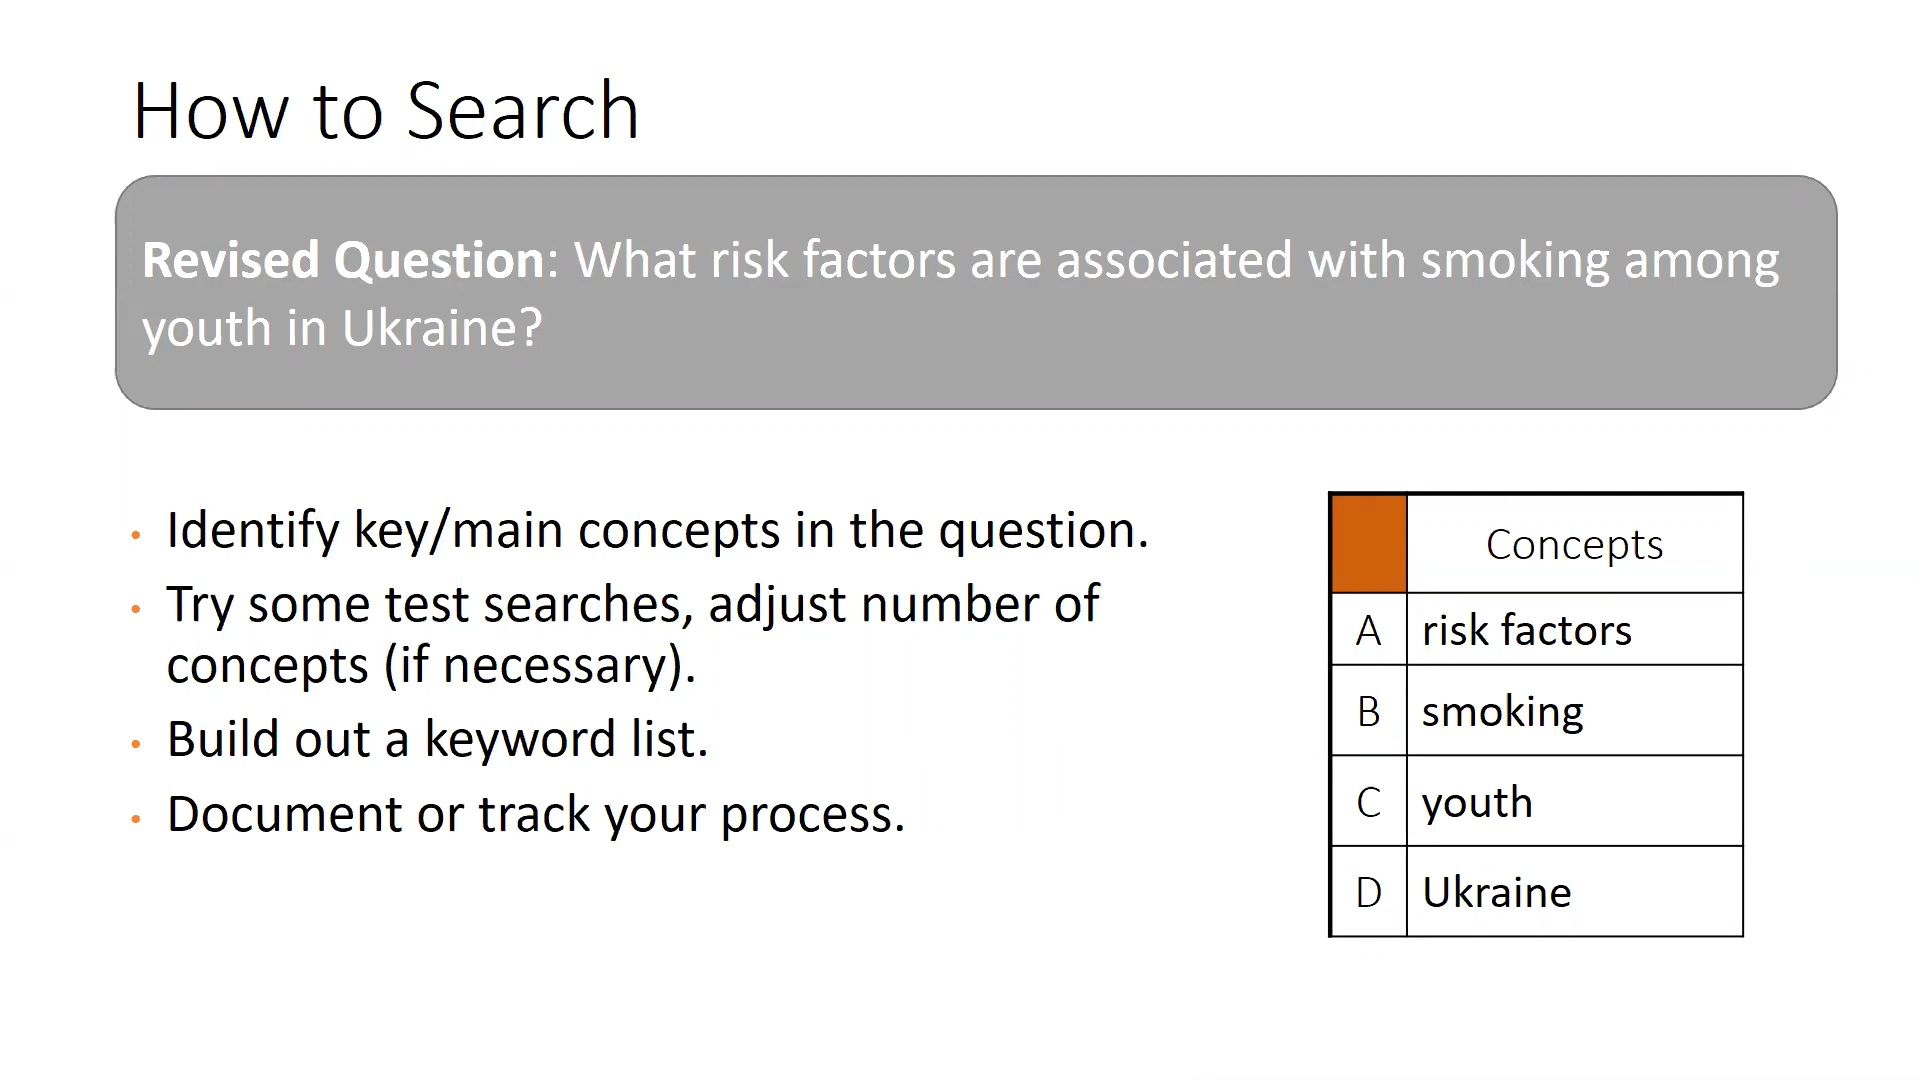 How to Search
Revised Question: What risk factors are associated with smoking among
youth in Ukraine?
• Identify key/main concepts in the question.
• Try some test searches, adjust number of
concepts (if necessary).
• Build out a keyword list.
• Document or track your process.
Concepts
A risk factors
B smoking
C youth
D Ukraine